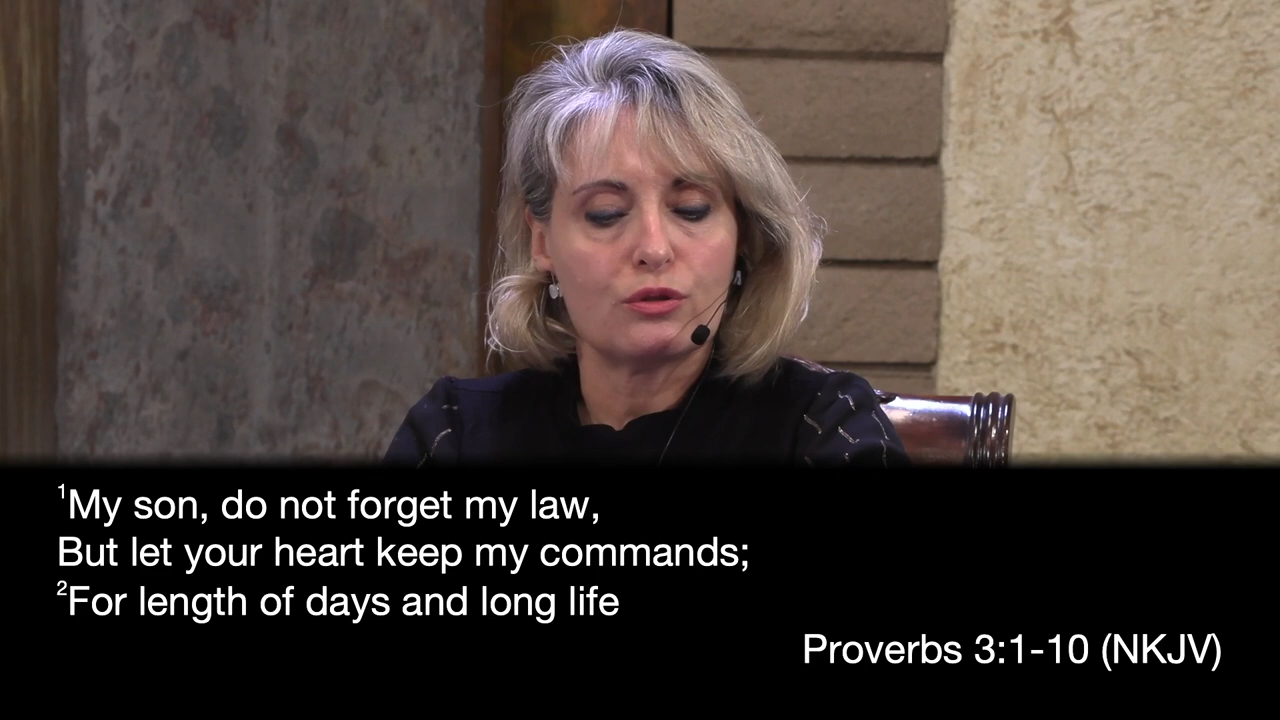 ¹My son, do not forget my law,
But let your heart keep my commands;
²For length of days and long life
Proverbs 3:1-10 (NKJV)